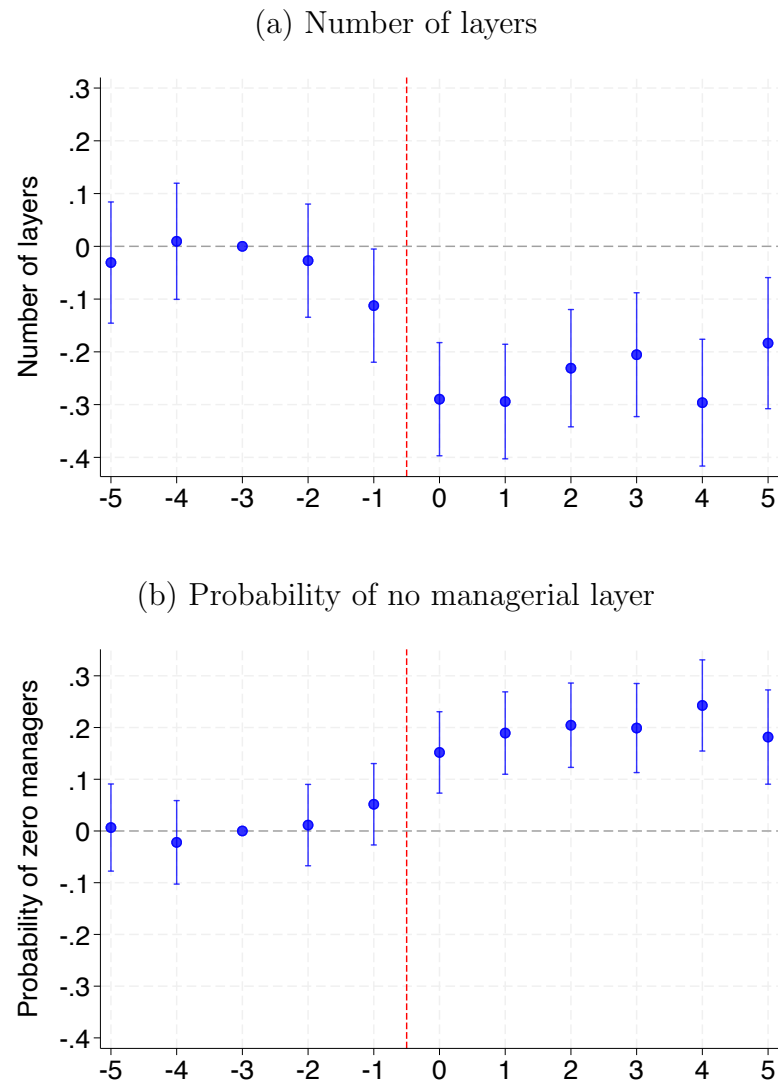 (a) Number of layers
.3
.2
.1
0
-.1
-.2
-.3
-.4
Number of layers
-5 -4 -3 -2 -1 0 1 2 3 4 5
(b) Probability of no managerial layer
.3
.2
.1
0
-.1
-.2
-.3
-.4
Probability of zero managers
-5 -4 -3 -2 -1 0 1 2 3 4 5